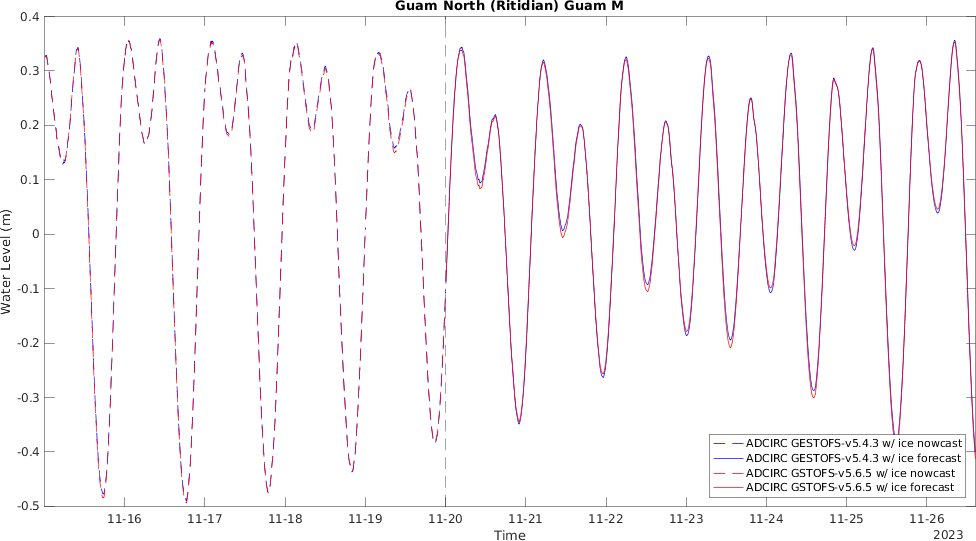 Guam North (Ritidian) Guam M
0.4
0.3
0.2
0.1
0
-0.1
-0.2
-0.3
-0.4
-0.5
Water Level (m)
ADCIRC GESTOFS-v5.4.3 w/ ice nowcast
ADCIRC GESTOFS-v5.4.3 w/ ice forecast
ADCIRC GSTOFS-v5.6.5 w/ ice nowcast
ADCIRC GSTOFS-v5.6.5 w/ ice forecast
11-16 11-17 11-18 11-19 11-20 11-21 11-22 11-23 11-24 11-25 11-26
Time
2023